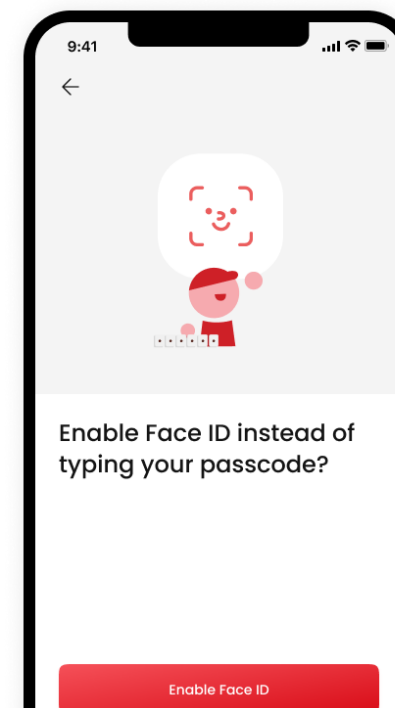 9:41
Enable Face ID instead of
typing your passcode?
Enable Face ID